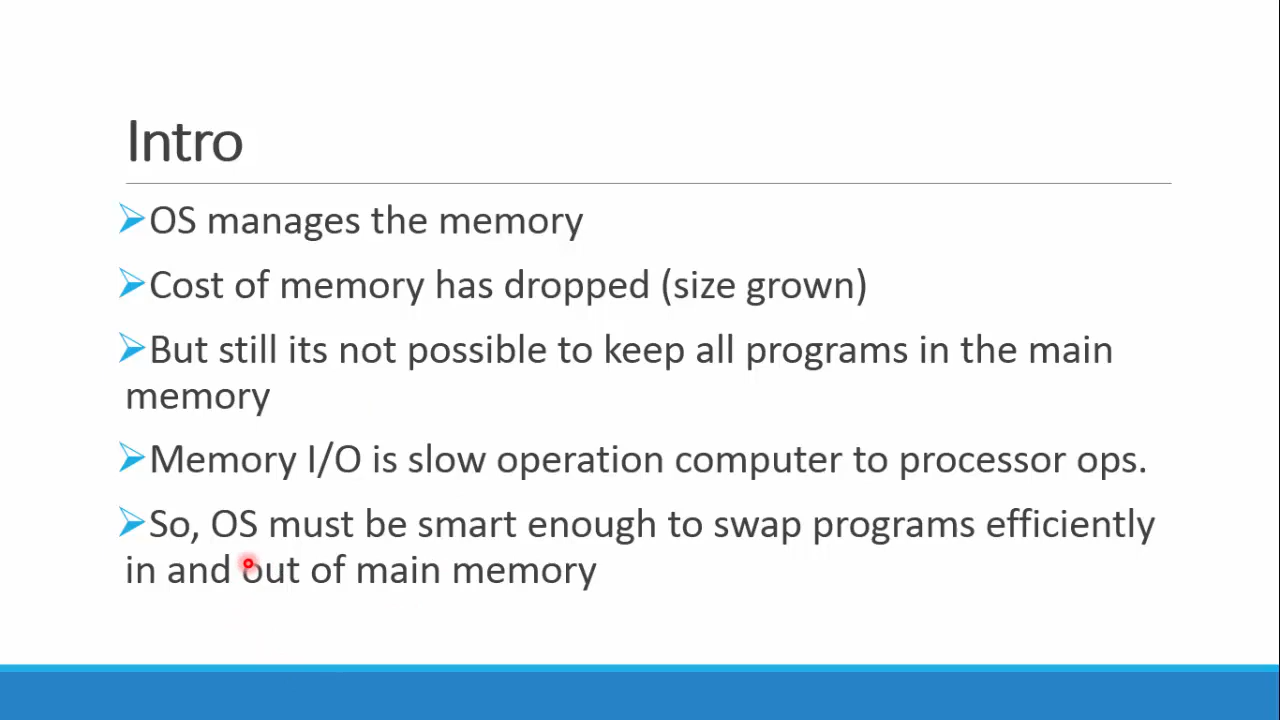 Intro
OS manages the memory
Cost of memory has dropped (size grown)
But still its not possible to keep all programs in the main
memory
Memory I/O is slow operation computer to processor ops.
So, OS must be smart enough to swap programs efficiently
in and out of main memory